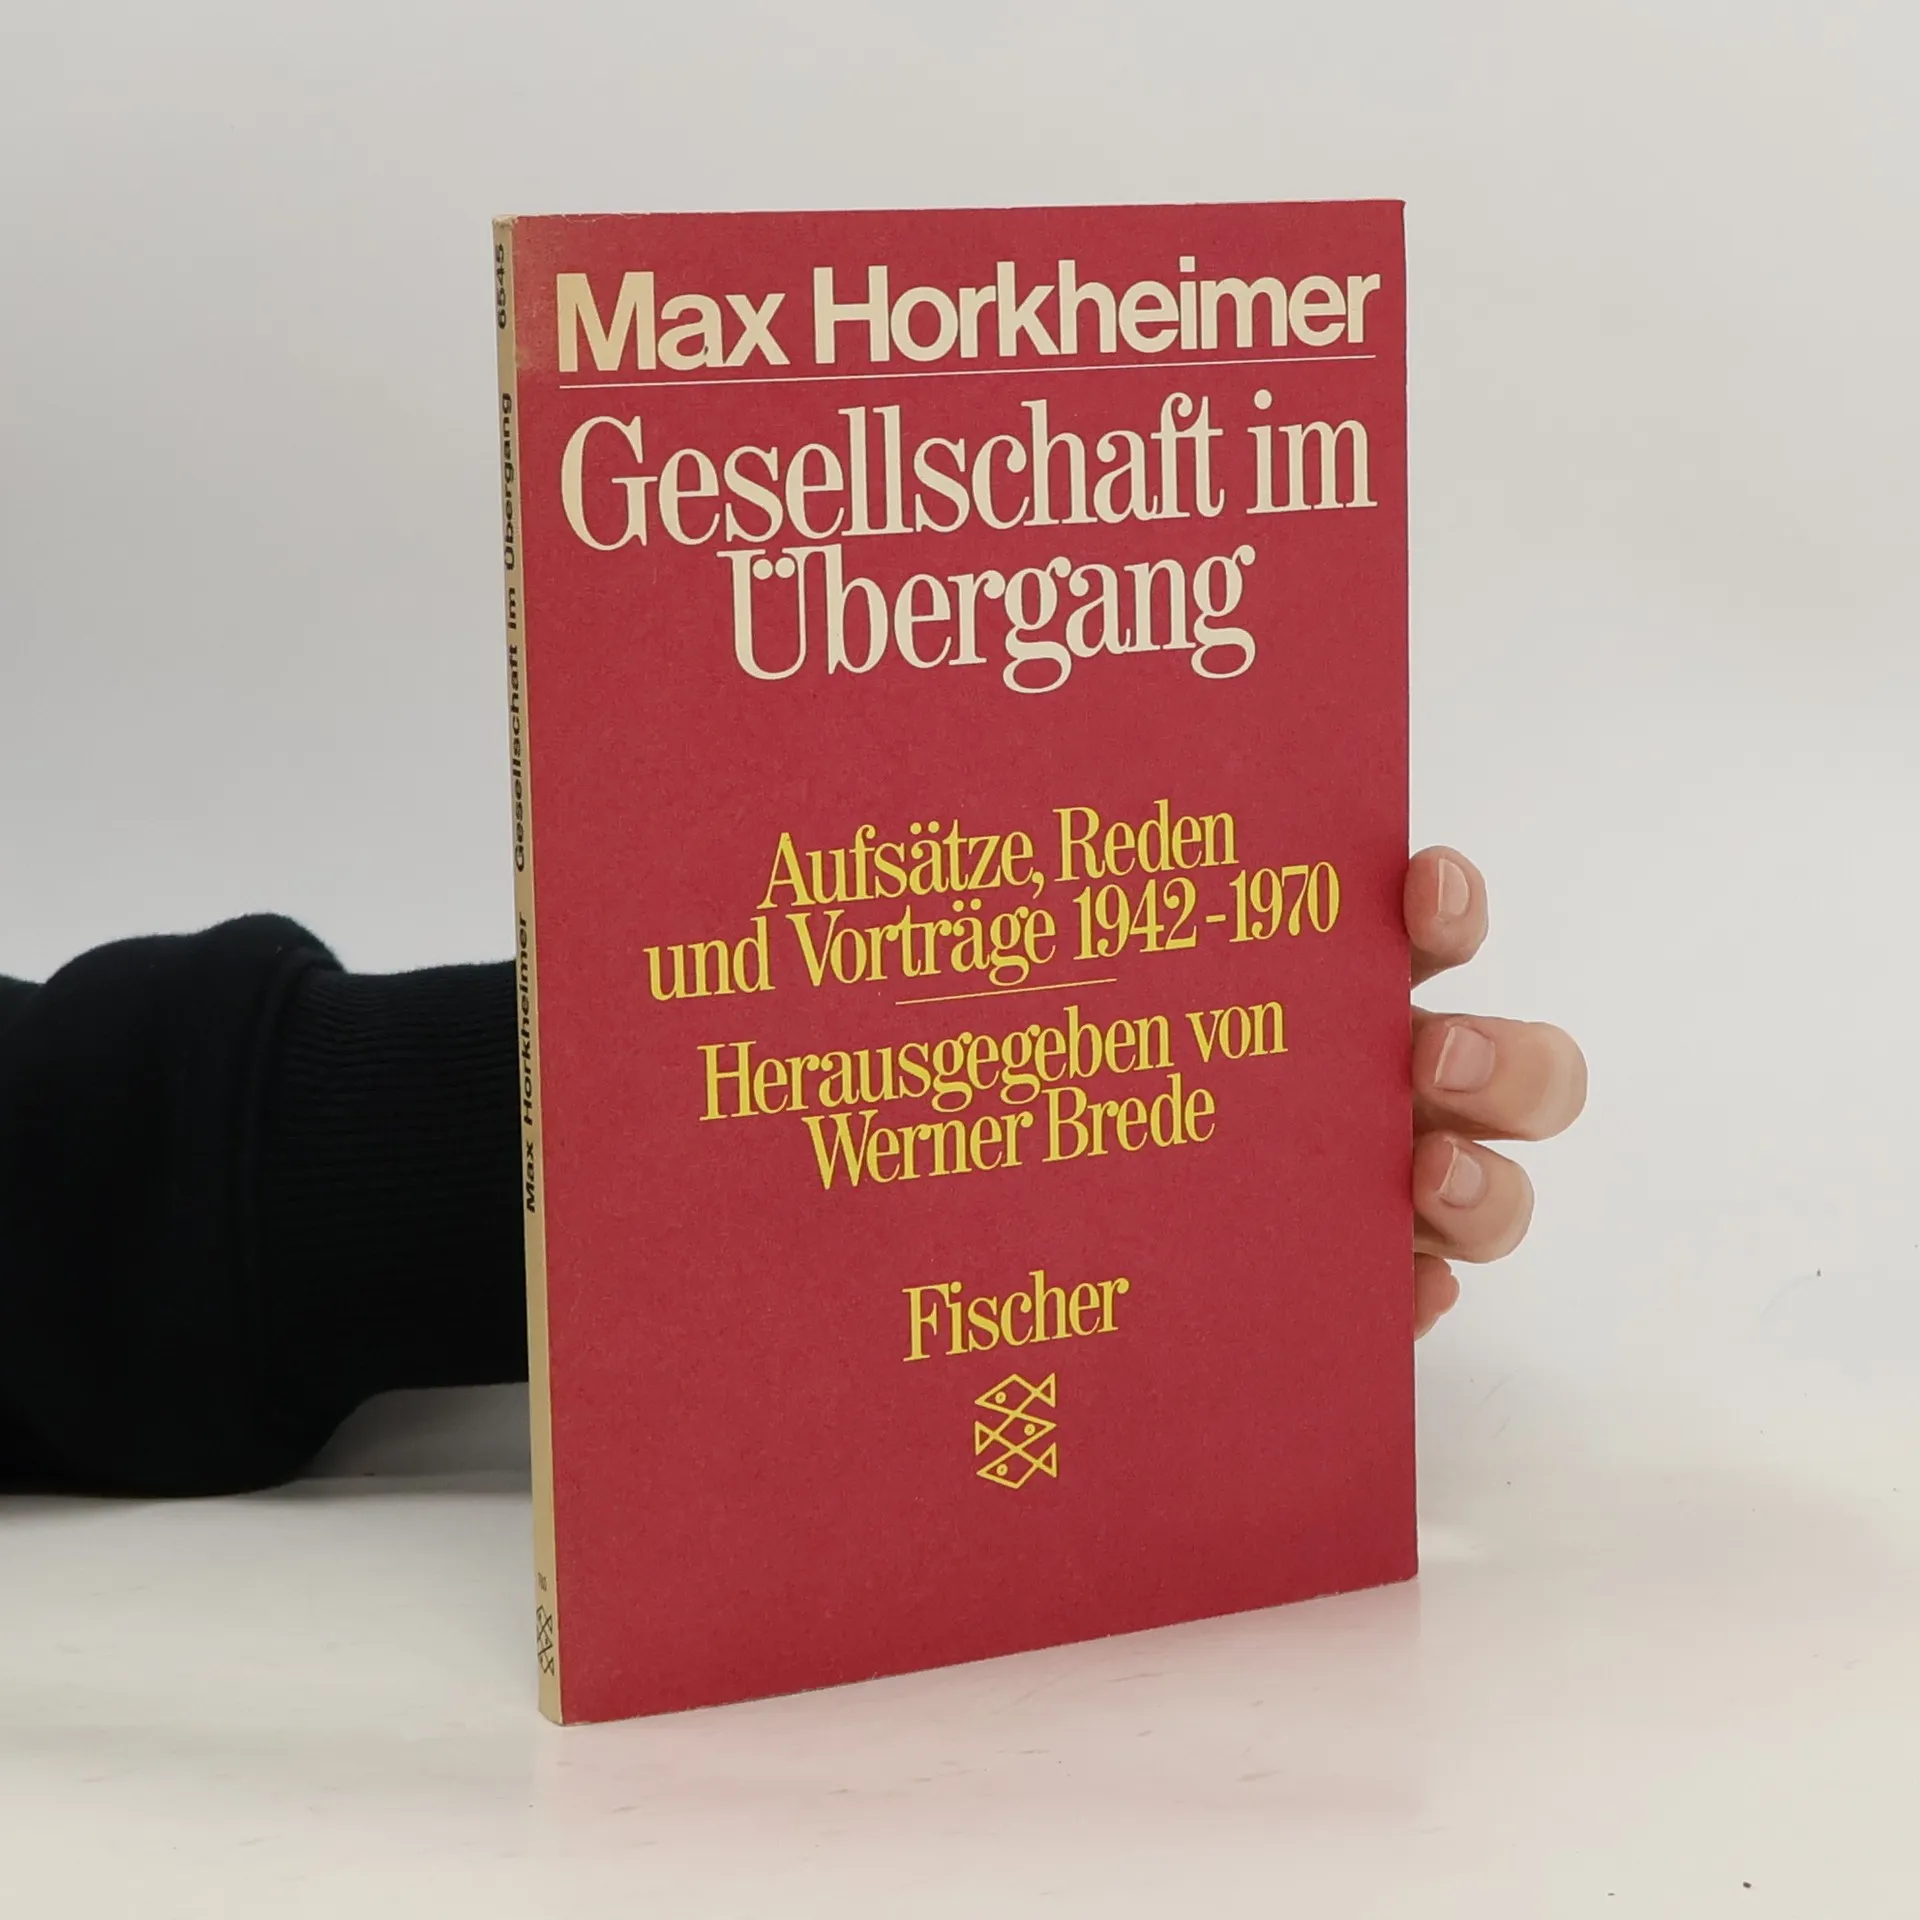 Max Horkheimer
Gesellschaft im
Übergang
Aufsätze, Reden
und Vorträge 1942-1970
Herausgegeben von
Werner Brede
Fischer
Max Horkheimer Gesellschaft im Übergang 6545